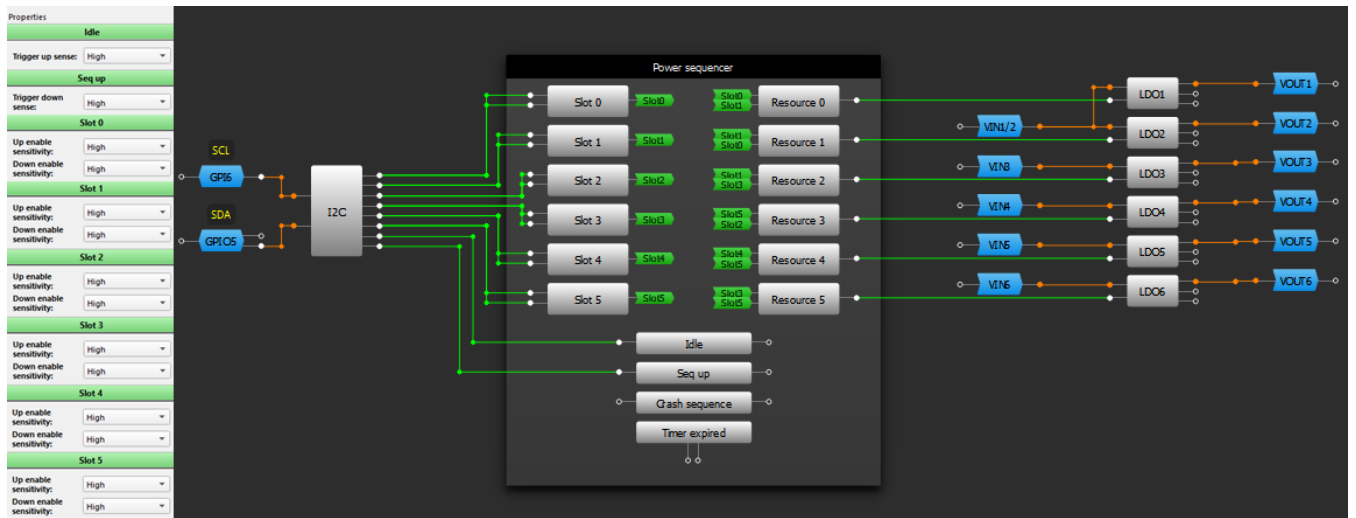 Properties
Idle
Trigger up sense: High
Seq up
Trigger down
sense: High
Slot 0
Up enable
sensitivity: High
Down enable
sensitivity: High
Slot 1
Up enable
sensitivity: High
Down enable
sensitivity: High
Slot 2
Up enable
sensitivity: High
Down enable
sensitivity: High
Slot 3
Up enable
sensitivity: High
Down enable
sensitivity: High
Slot 4
Up enable
sensitivity: High
Down enable
sensitivity: High
Slot 5
Up enable
sensitivity: High
Down enable
sensitivity: High
SCL
GPI5
SDA
GPIO5
I2C
Power sequencer
Slot 0
Slot0
Slot0
Slot1
Resource 0
Slot 1
Slot1
Slot1
Slot0
Resource 1
Slot 2
Slot2
Slot1
Slot3
Resource 2
Slot 3
Slot3
Slot5
Slot2
Resource 3
Slot 4
Slot4
Slot4
Slot5
Resource 4
Slot 5
Slot5
Slot3
Slot5
Resource 5
Idle
Seq up
Crash sequence
Timer expired
VIN1/2
VIN3
VIN4
VIN5
VIN6
LDO1
LDO2
LDO3
LDO4
LDO5
LDO6
VOUT1
VOUT2
VOUT3
VOUT4
VOUT5
VOUT6